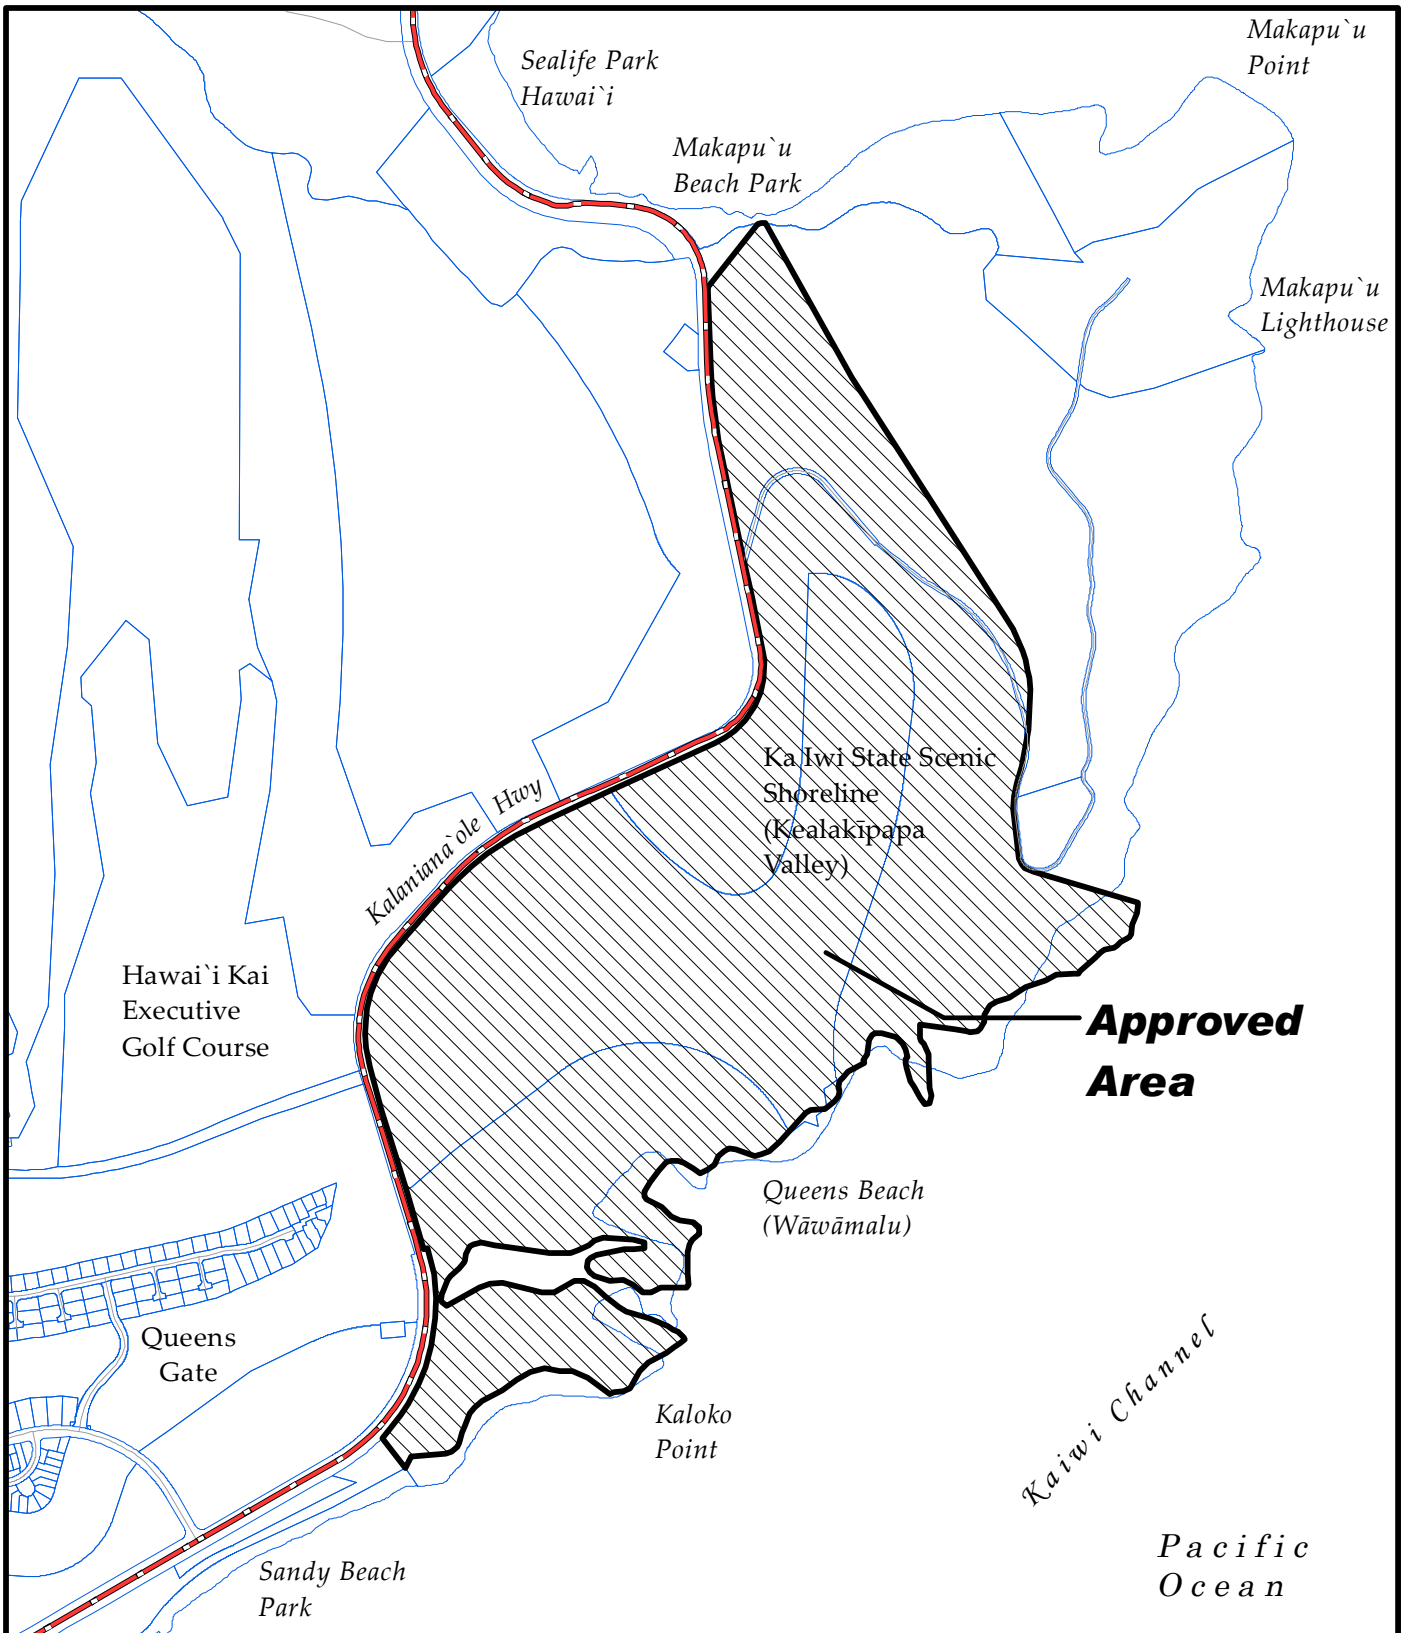 Makapu`u
Point
Sealife Park
Hawai`i
Makapu`u
Beach Park
Makapu`u
Lighthouse
Ka Iwi State Scenic
Shoreline
(Kealakīpapa
Valley)
Kalaniana`ole Hwy
Hawai`i Kai
Executive
Golf Course
Approved
Area
Queens Beach
(Wāwāmalu)
Queens
Gate
Kaloko
Point
Kaiwi Channel
Pacific
Ocean
Sandy Beach
Park